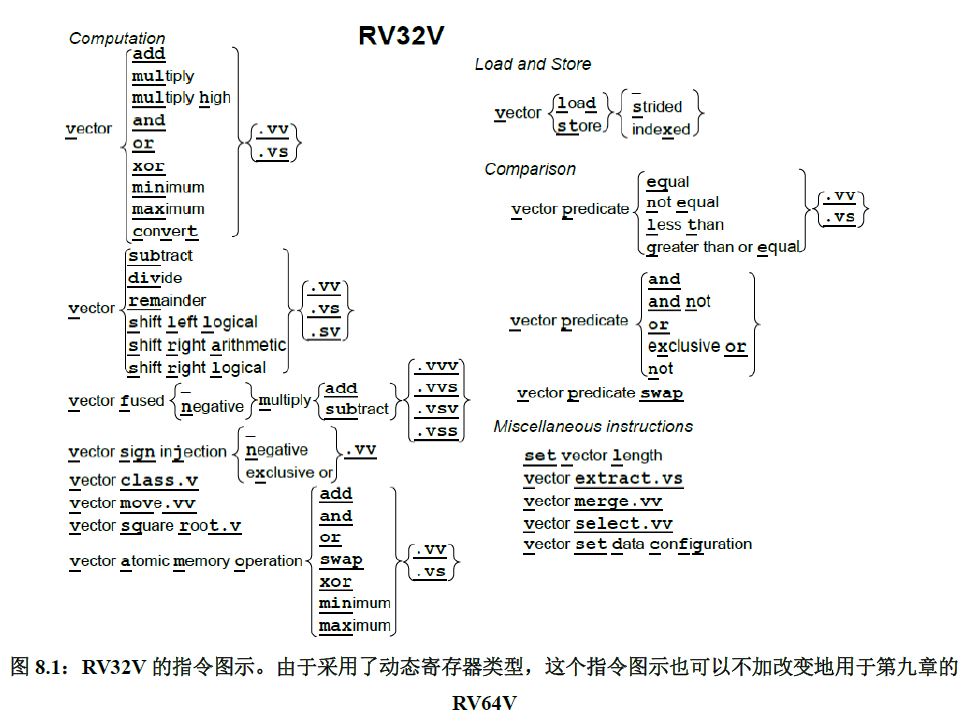 RV32V
Computation
vector
add
multiply
multiply high
and
or
xor
minimum
maximum
convert
.vv
.vs
vector
subtract
divide
remainder
shift left logical
shift right arithmetic
shift right logical
.vv
.vs
.sv
vector fused
negative
multiply
add
subtract
.vvv
.vvs
.vsv
.vss
vector sign injection
negative
exclusive or
.vv
vector class.v
vector move.vv
vector square root.v
vector atomic memory operation
add
and
or
swap
xor
minimum
maximum
.vv
.vs
Load and Store
vector
load
store
strided
indexed
Comparison
vector predicate
equal
not equal
less than
greater than or equal
.vv
.vs
vector predicate
and
and not
or
exclusive or
not
vector predicate swap
Miscellaneous instructions
set vector length
vector extract.vs
vector merge.vv
vector select.vv
vector set data configuration
图 8.1：RV32V 的指令图示。由于采用了动态寄存器类型，这个指令图示也可以不加改变地用于第九章的
RV64V